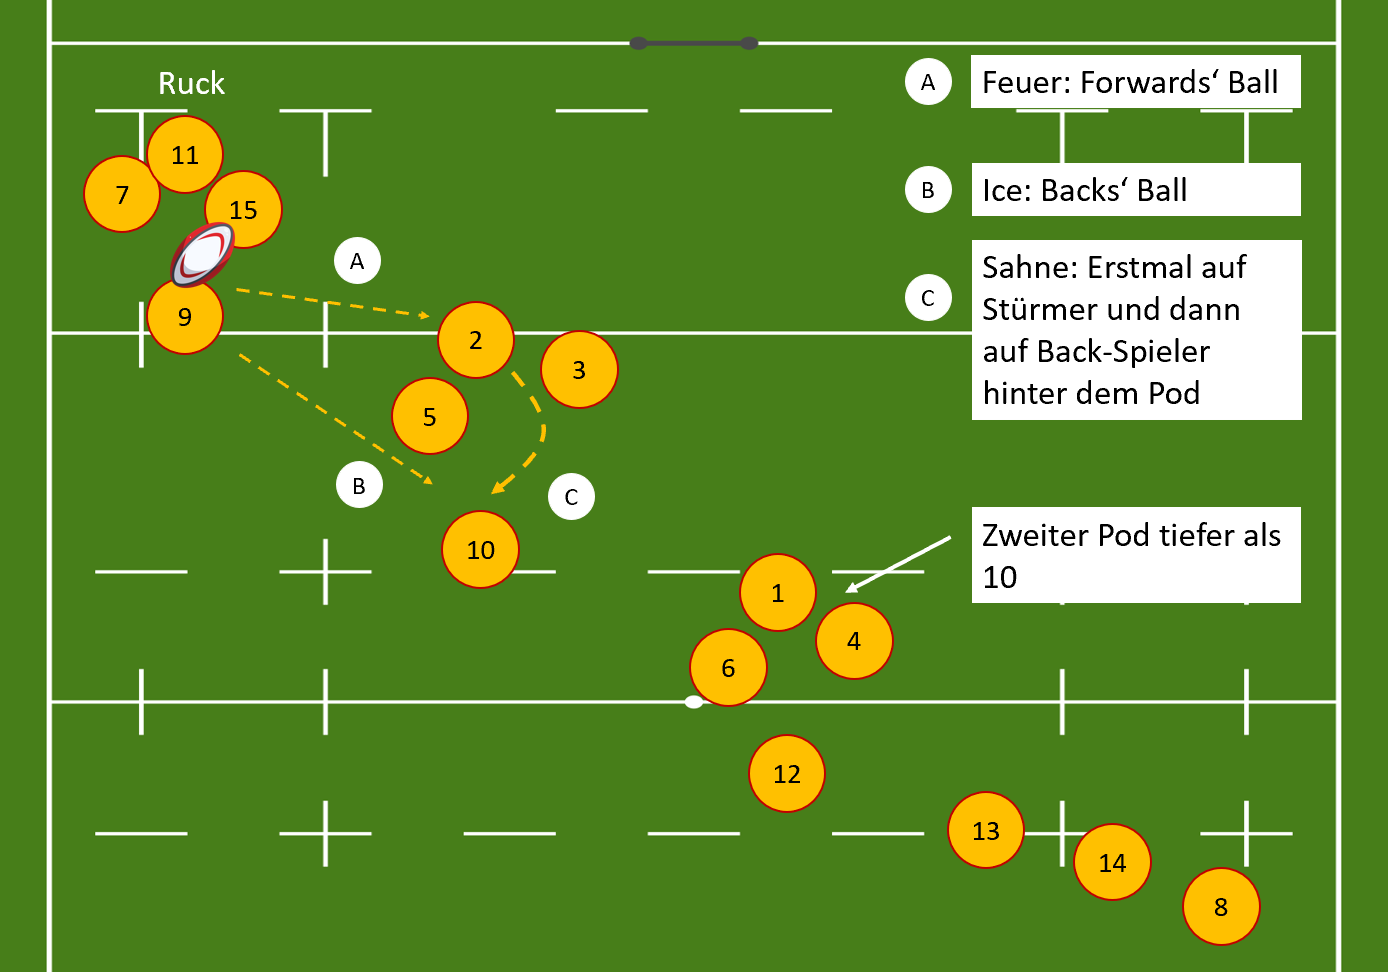 Ruck
A
Feuer: Forwards‘ Ball
11
7
15
B
Ice: Backs‘ Ball
A
C
Sahne: Erstmal auf
Stürmer und dann
auf Back-Spieler
hinter dem Pod
9
2
3
5
B
C
10
Zweiter Pod tiefer als
10
1
4
6
12
13
14
8